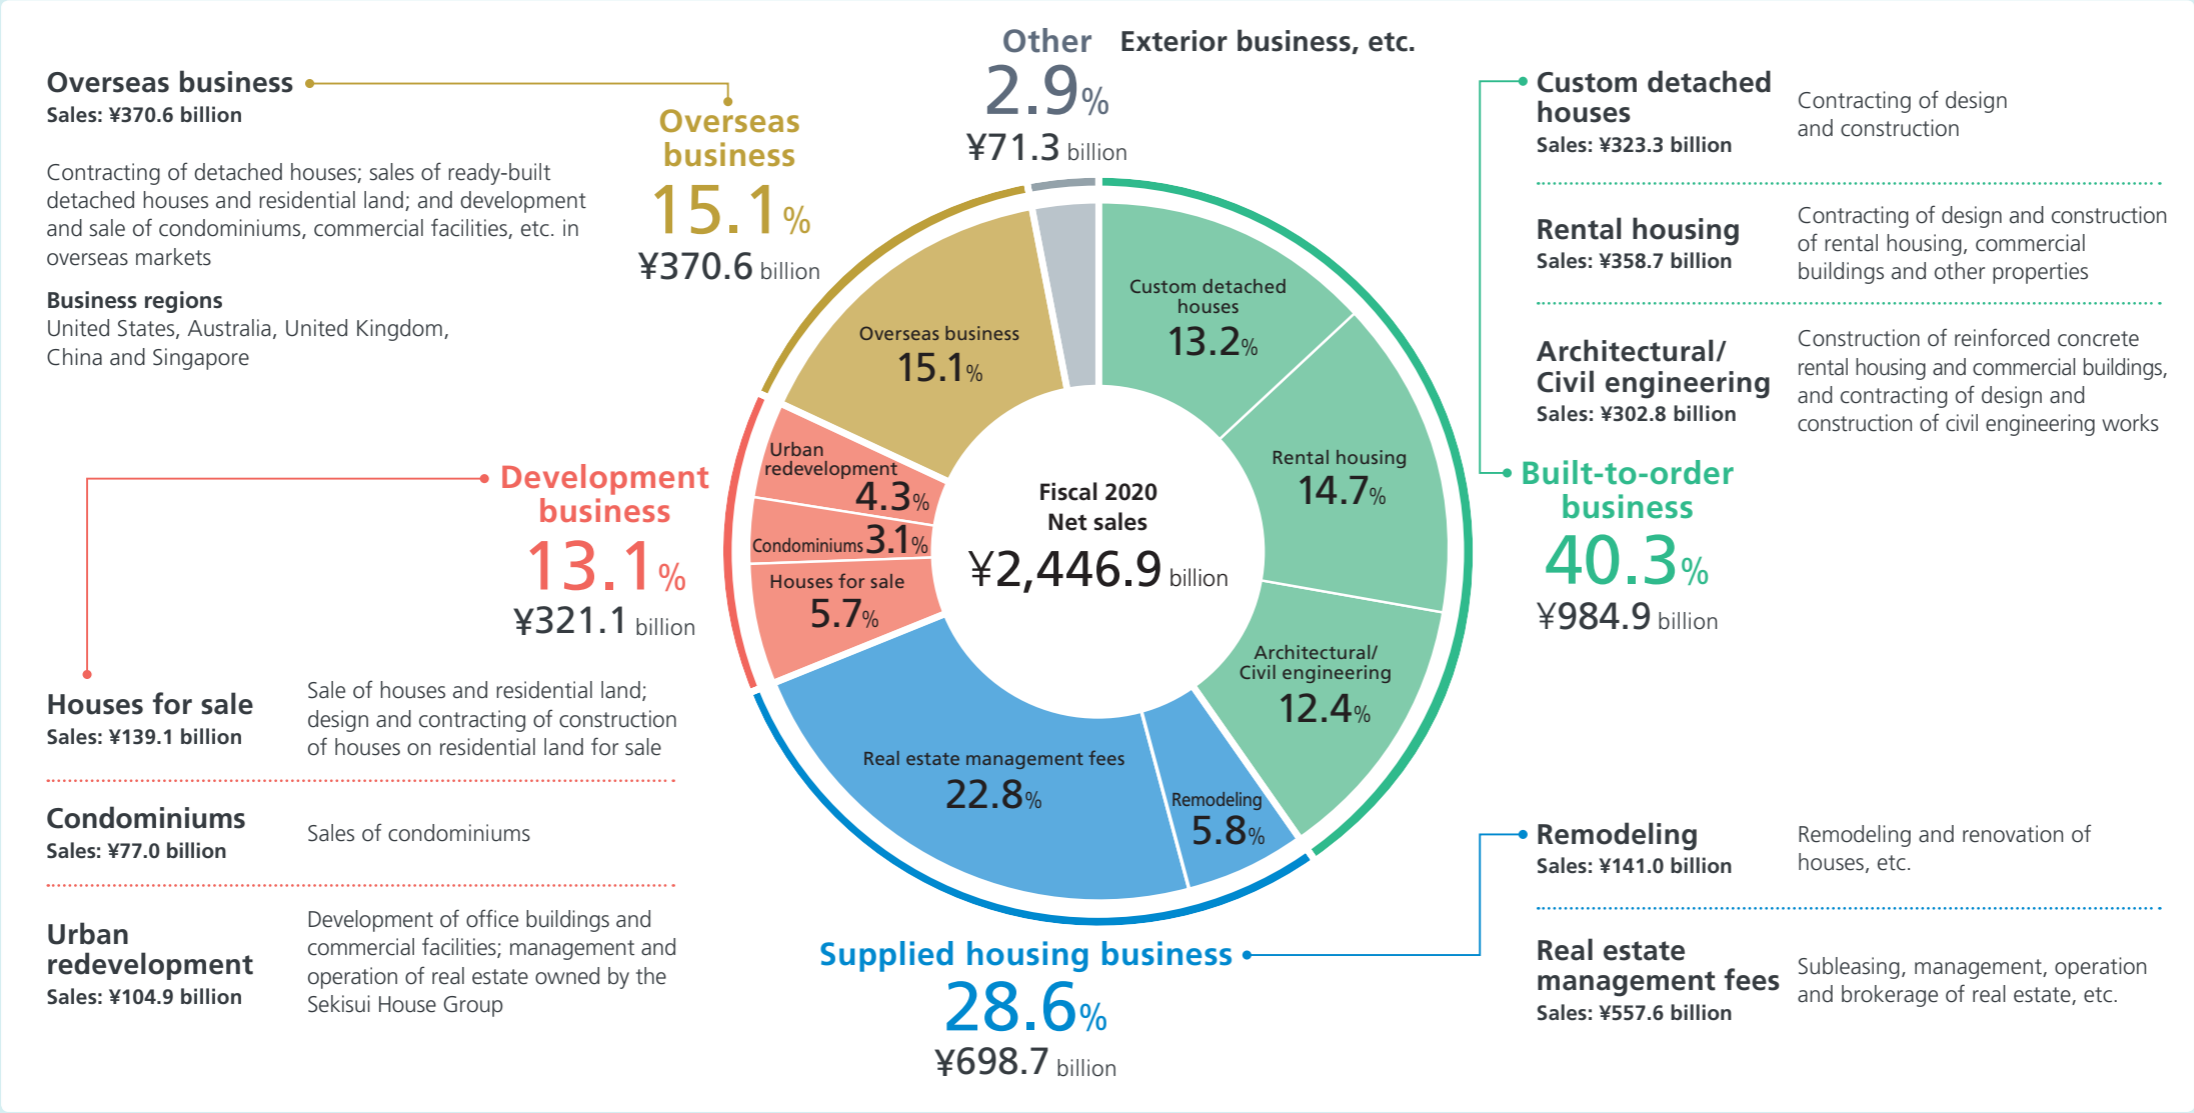 Other Exterior business, etc.
2.9%
¥71.3 billion
Overseas business
Sales: ¥370.6 billion
Contracting of detached houses; sales of ready-built
detached houses and residential land; and development
and sale of condominiums, commercial facilities, etc. in
overseas markets
Business regions
United States, Australia, United Kingdom,
China and Singapore
Overseas
business
15.1%
¥370.6 billion
Custom detached
houses
Sales: ¥323.3 billion
Contracting of design
and construction
Rental housing
Sales: ¥358.7 billion
Contracting of design and construction
of rental housing, commercial
buildings and other properties
Architectural/
Civil engineering
Sales: ¥302.8 billion
Construction of reinforced concrete
rental housing and commercial buildings,
and contracting of design and
construction of civil engineering works
Built-to-order
business
40.3%
¥984.9 billion
Custom detached
houses
13.2%
Rental housing
14.7%
Architectural/
Civil engineering
12.4%
Remodeling
5.8%
Real estate management fees
22.8%
Houses for sale
5.7%
Condominiums 3.1%
Urban
redevelopment
4.3%
Overseas business
15.1%
Fiscal 2020
Net sales
¥2,446.9 billion
Development
business
13.1%
¥321.1 billion
Houses for sale
Sales: ¥139.1 billion
Sale of houses and residential land;
design and contracting of construction
of houses on residential land for sale
Condominiums
Sales: ¥77.0 billion
Sales of condominiums
Urban
redevelopment
Sales: ¥104.9 billion
Development of office buildings and
commercial facilities; management and
operation of real estate owned by the
Sekisui House Group
Supplied housing business
28.6%
¥698.7 billion
Remodeling
Sales: ¥141.0 billion
Remodeling and renovation of
houses, etc.
Real estate
management fees
Sales: ¥557.6 billion
Subleasing, management, operation
and brokerage of real estate, etc.